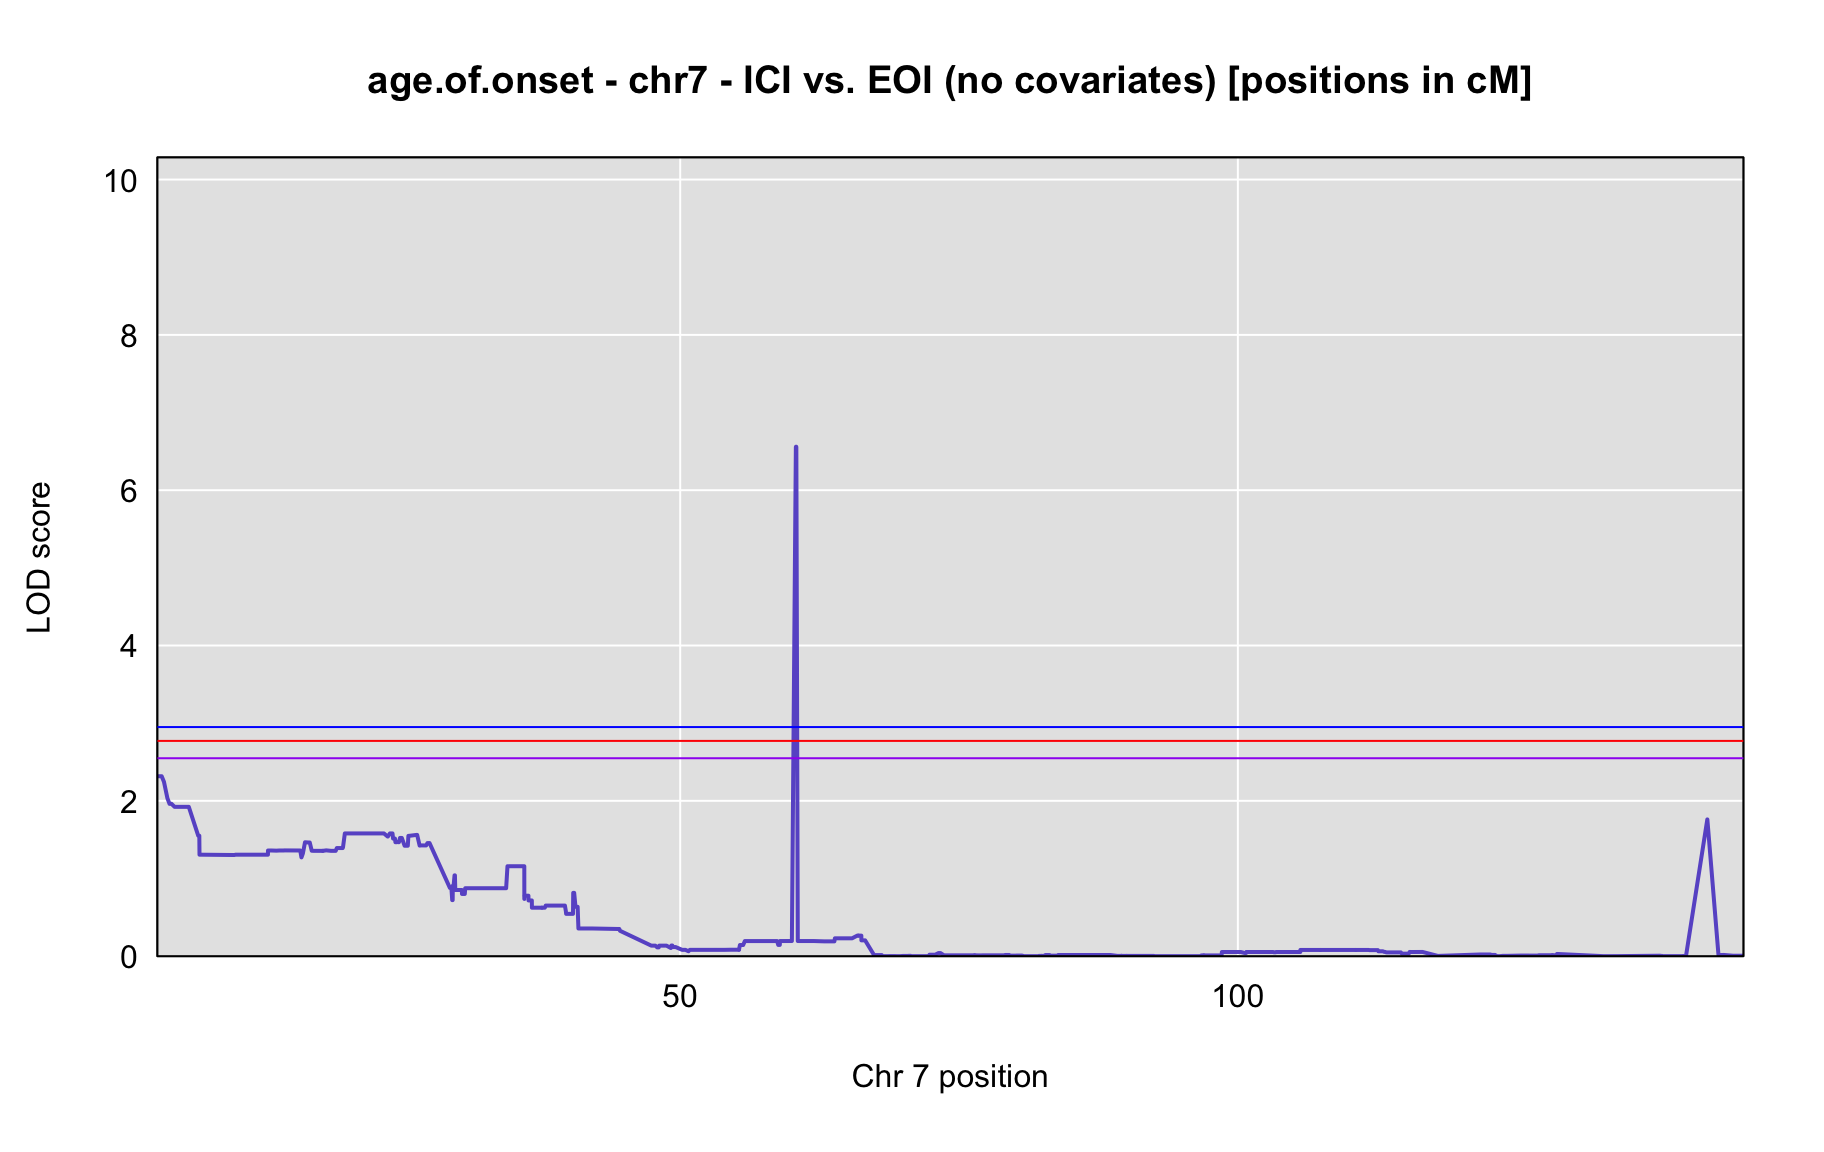 age.of.onset - chr7 - ICI vs. EOI (no covariates) [positions in cM]
10
8
6
4
2
0
LOD score
50 100
Chr 7 position